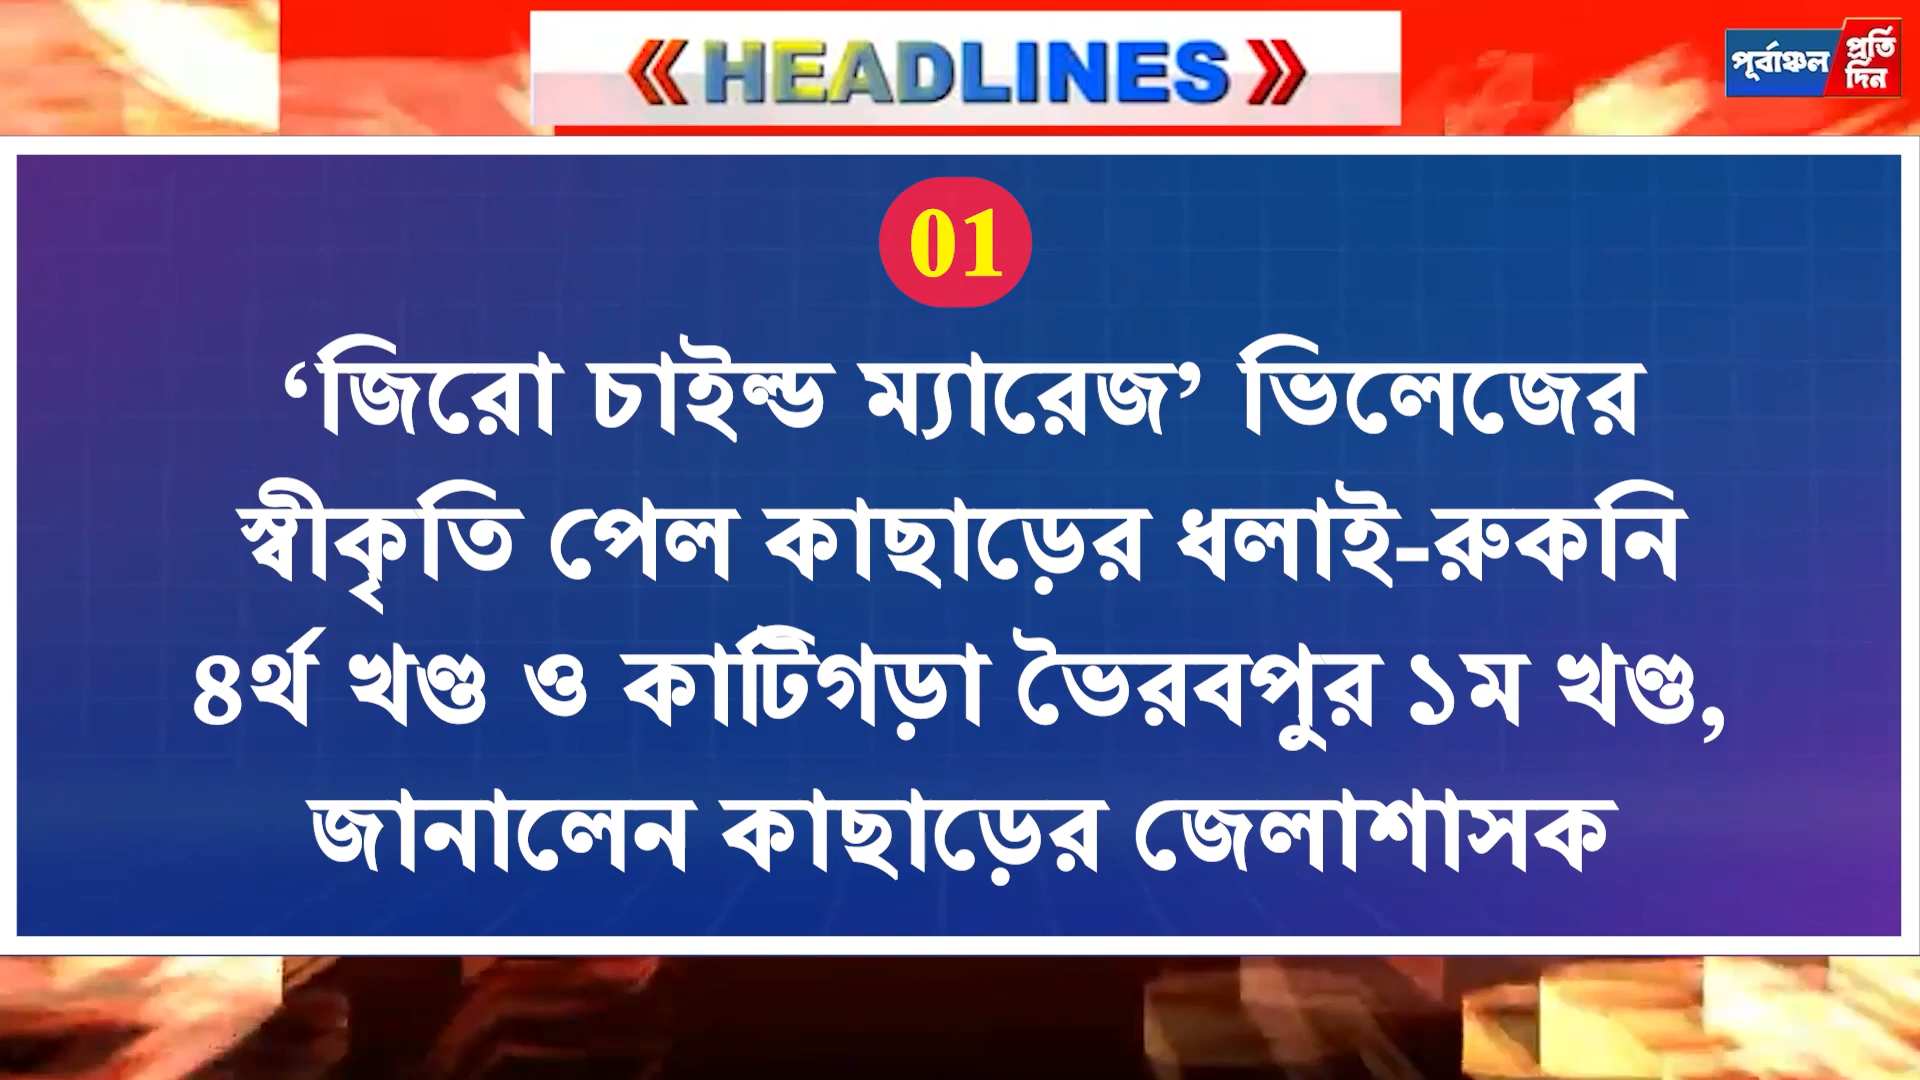 HEADLINES
পূর্বাঞ্চল প্রতি দিন
01
‘জিরো চাইল্ড ম্যারেজ’ ভিলেজের
স্বীকৃতি পেল কাছাড়ের ধলাই-রুকনি
৪র্থ খণ্ড ও কাটিগড়া ভৈরবপুর ১ম খণ্ড,
জানালেন কাছাড়ের জেলাশাসক